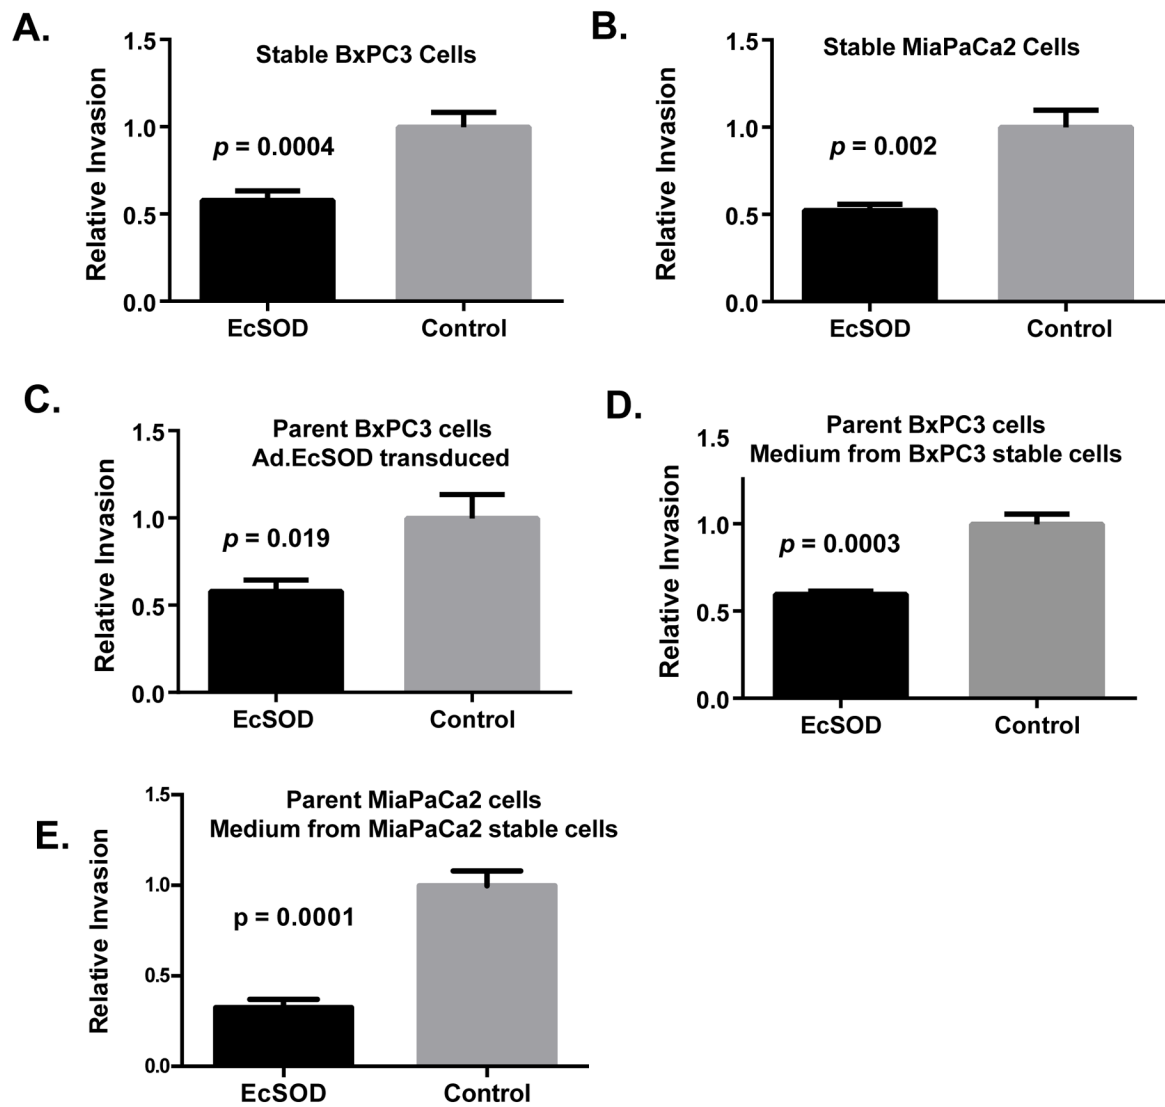 A.
Stable BxPC3 Cells
1.5
1.0
0.5
0.0
Relative Invasion
p = 0.0004
EcSOD
Control
B.
Stable MiaPaCa2 Cells
1.5
1.0
0.5
0.0
Relative Invasion
p = 0.002
EcSOD
Control
C.
Parent BxPC3 cells
Ad.EcSOD transduced
1.5
1.0
0.5
0.0
Relative Invasion
p = 0.019
EcSOD
Control
D.
Parent BxPC3 cells
Medium from BxPC3 stable cells
1.5
1.0
0.5
0.0
Relative Invasion
p = 0.0003
EcSOD
Control
E.
Parent MiaPaCa2 cells
Medium from MiaPaCa2 stable cells
1.5
1.0
0.5
0.0
Relative Invasion
p = 0.0001
EcSOD
Control